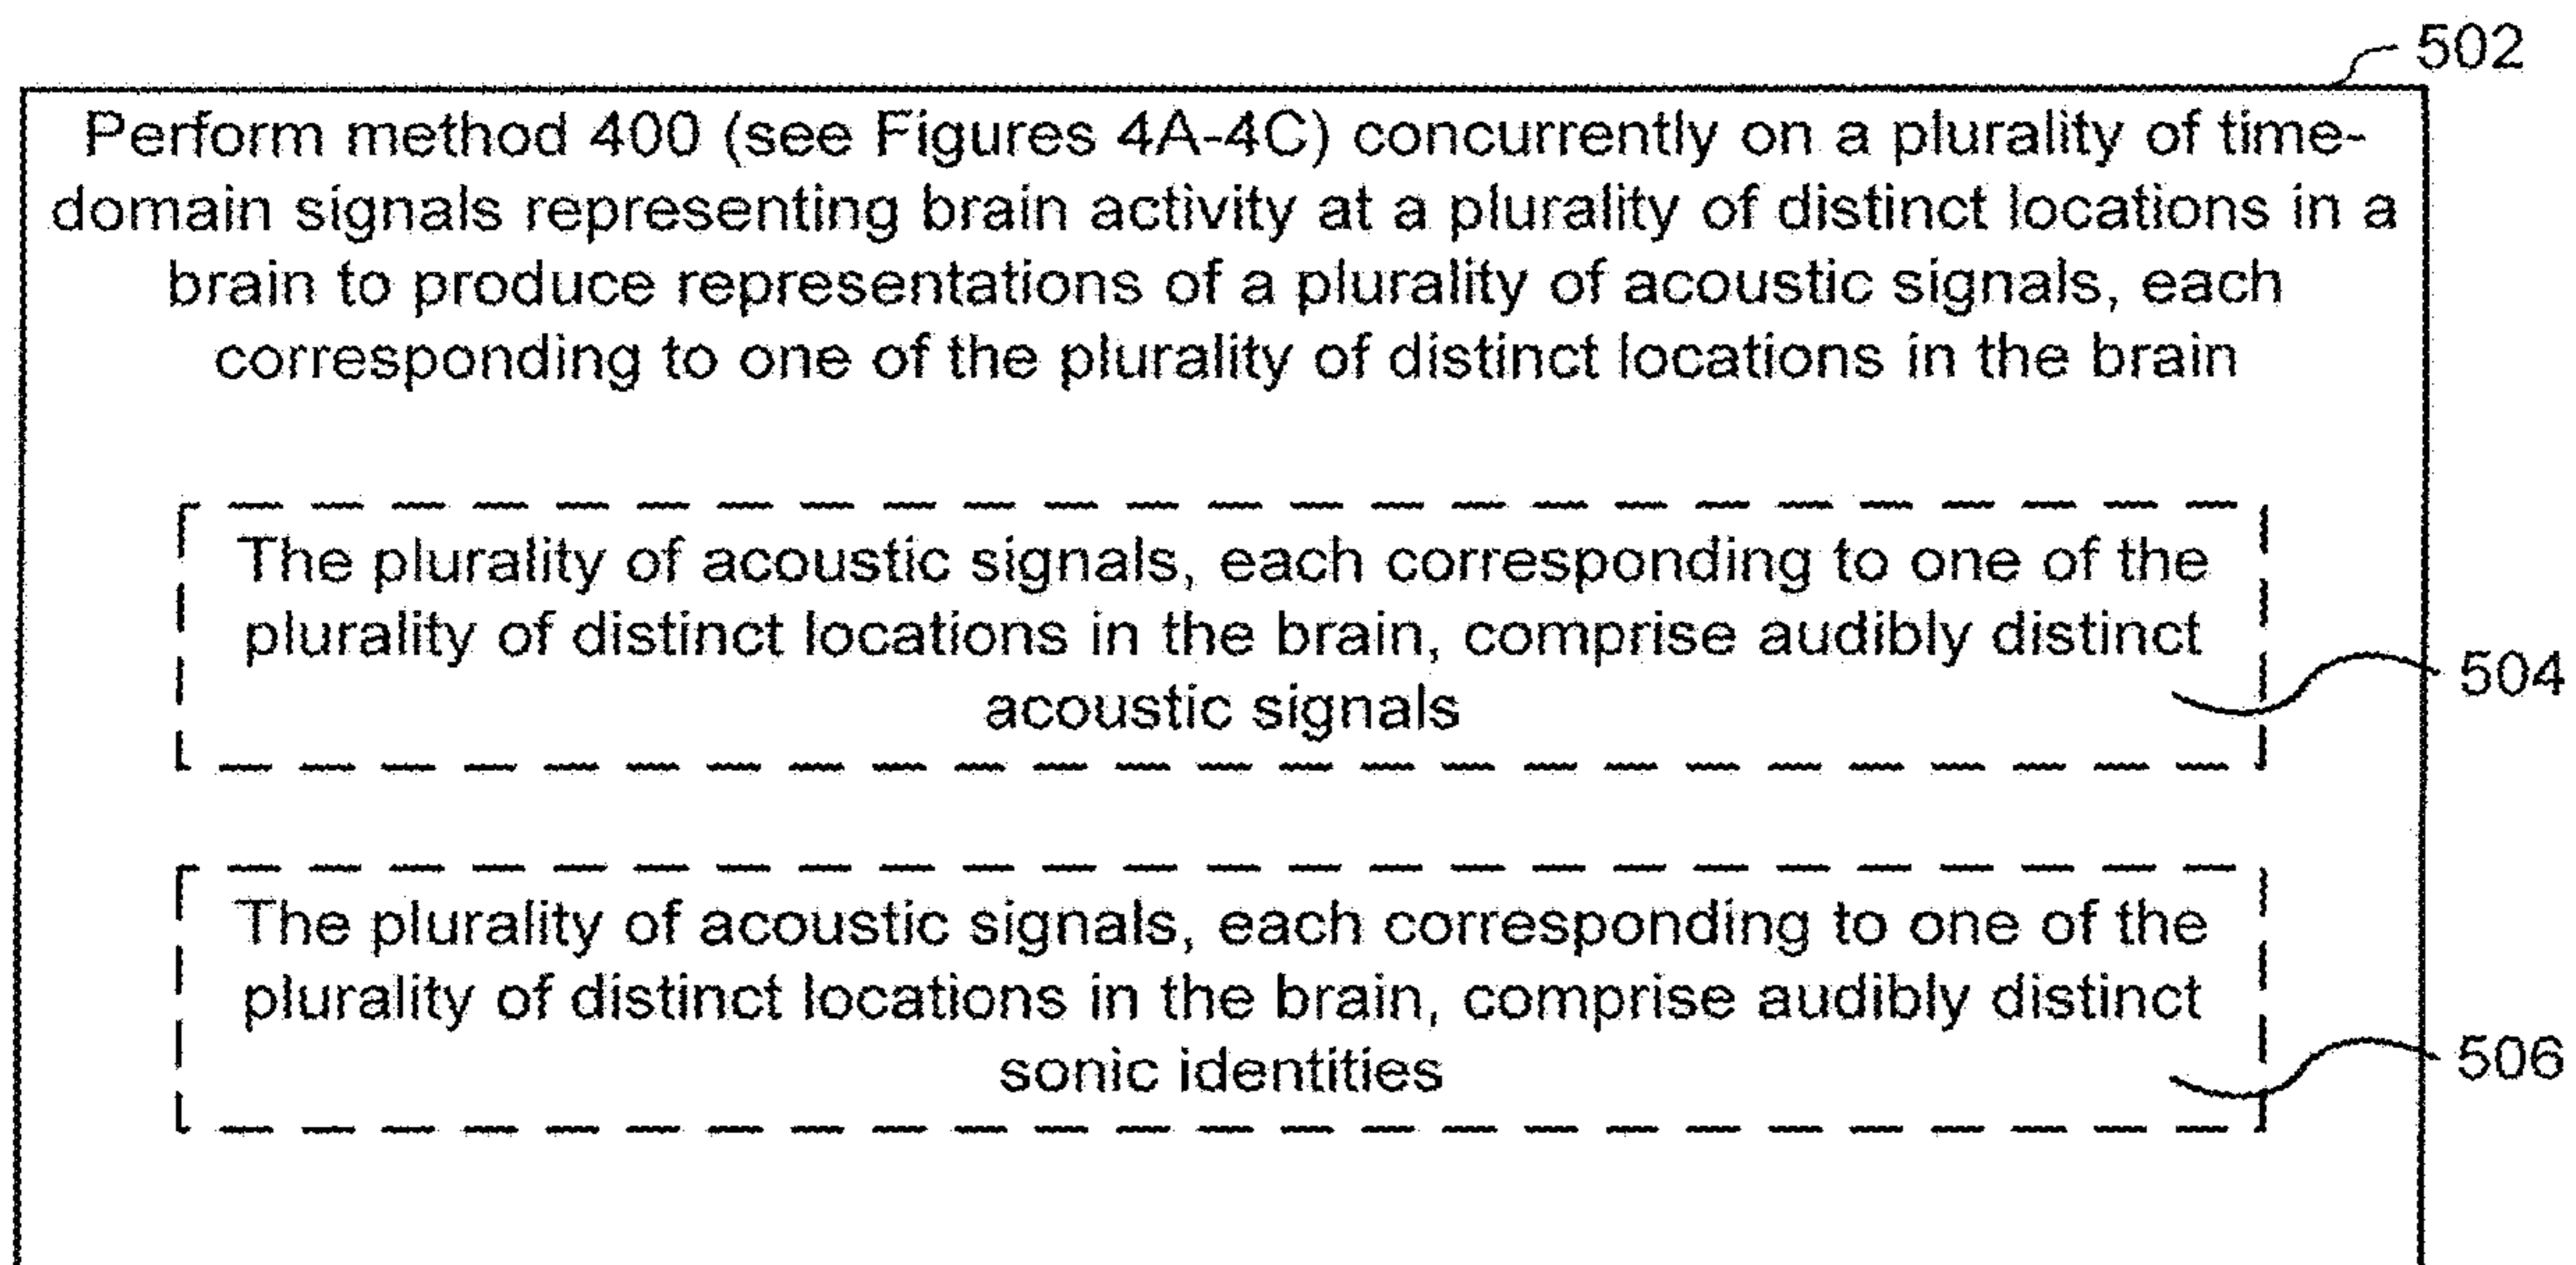 502
Perform method 400 (see Figures 4A-4C) concurrently on a plurality of time-
domain signals representing brain activity at a plurality of distinct locations in a
brain to produce representations of a plurality of acoustic signals, each
corresponding to one of the plurality of distinct locations in the brain
The plurality of acoustic signals, each corresponding to one of the
plurality of distinct locations in the brain, comprise audibly distinct
acoustic signals
504
The plurality of acoustic signals, each corresponding to one of the
plurality of distinct locations in the brain, comprise audibly distinct
sonic identities
506